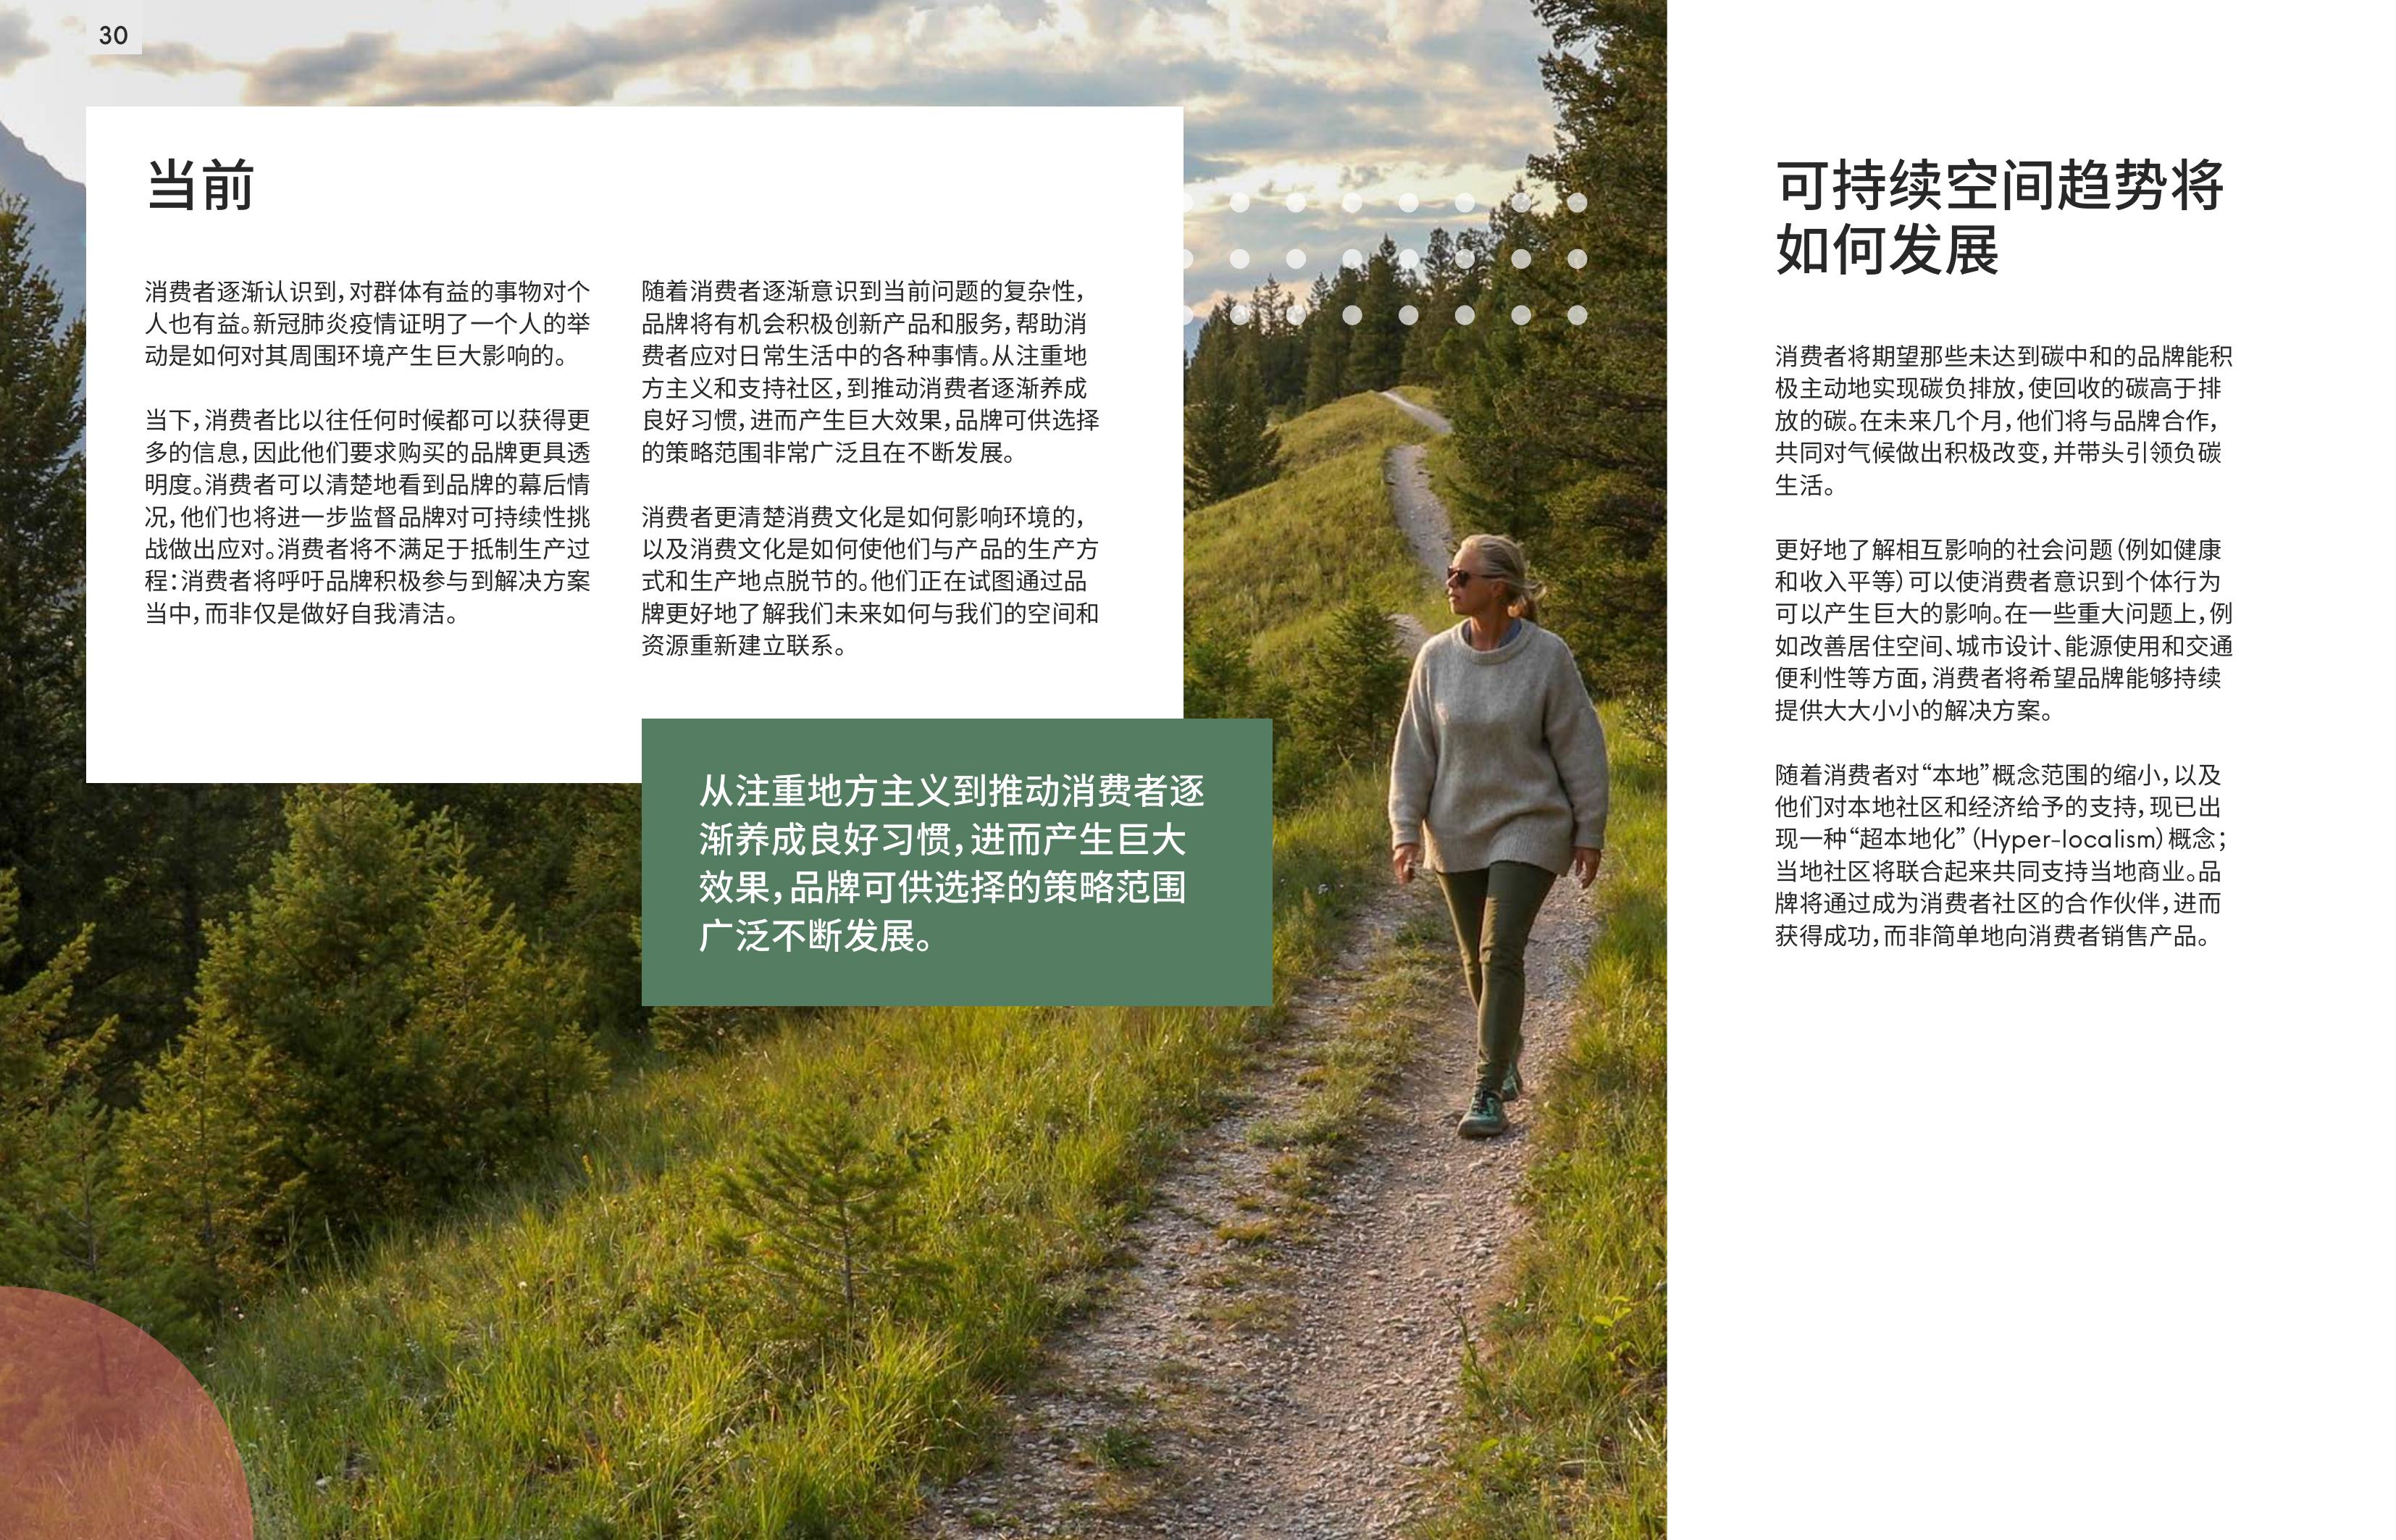 30
当前
消费者逐渐认识到，对群体有益的事物对个
人也有益。新冠肺炎疫情证明了一个人的举
动是如何对其周围环境产生巨大影响的。
当下，消费者比以往任何时候都可以获得更
多的信息，因此他们要求购买的品牌更具透
明度。消费者可以清楚地看到品牌的幕后情
况，他们也将进一步监督品牌对可持续性挑
战做出应对。消费者将不满足于抵制生产过
程：消费者将呼吁品牌积极参与到解决方案
当中，而非仅是做好自我清洁。
随着消费者逐渐意识到当前问题的复杂性，
品牌将有机会积极创新产品和服务，帮助消
费者应对日常生活中的各种事情。从注重地
方主义和支持社区，到推动消费者逐渐养成
良好习惯，进而产生巨大效果，品牌可供选择
的策略范围非常广泛且在不断发展。
消费者更清楚消费文化是如何影响环境的，
以及消费文化是如何使他们与产品的生产方
式和生产地点脱节的。他们正在试图通过品
牌更好地了解我们未来如何与我们的空间和
资源重新建立联系。
从注重地方主义到推动消费者逐
渐养成良好习惯，进而产生巨大
效果，品牌可供选择的策略范围
广泛不断发展。
可持续空间趋势将
如何发展
消费者将期望那些未达到碳中和的品牌能积
极主动地实现碳负排放，使回收的碳高于排
放的碳。在未来几个月，他们将与品牌合作，
共同对气候做出积极改变，并带头引领负碳
生活。
更好地了解相互影响的社会问题（例如健康
和收入平等）可以使消费者意识到个体行为
可以产生巨大的影响。在一些重大问题上，例
如改善居住空间、城市设计、能源使用和交通
便利性等方面，消费者将希望品牌能够持续
提供大大小小的解决方案。
随着消费者对“本地”概念范围的缩小，以及
他们对本地社区和经济给予的支持，现已出
现一种“超本地化”（Hyper-localism）概念；
当地社区将联合起来共同支持当地商业。品
牌将通过成为消费者社区的合作伙伴，进而
获得成功，而非简单地向消费者销售产品。